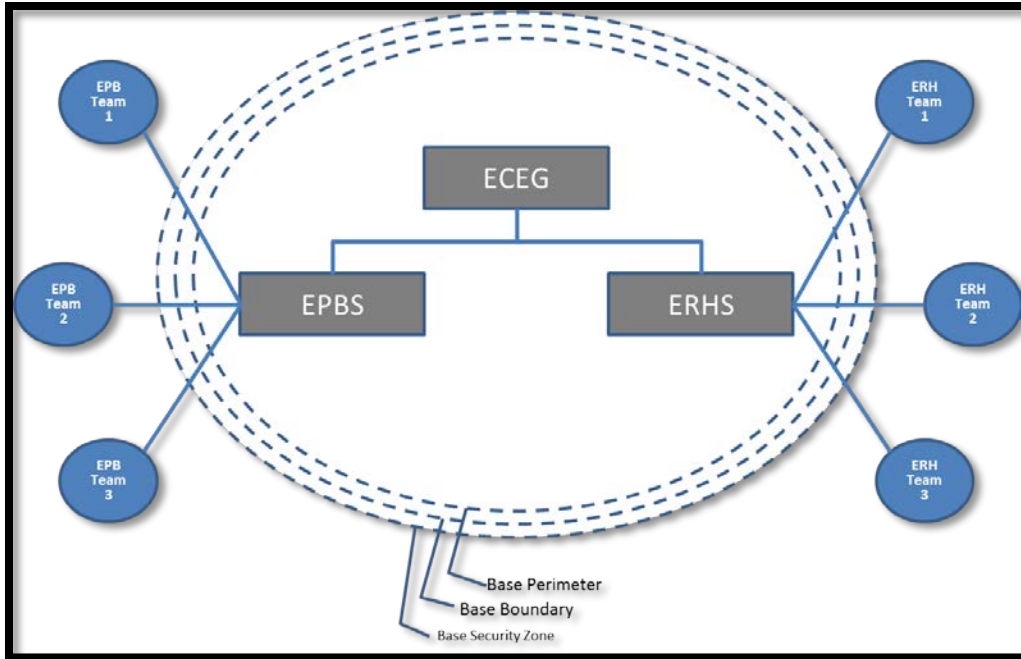 EPB
Team
1
ERH
Team
1
ECEG
EPBS
ERHS
EPB
Team
2
ERH
Team
2
EPB
Team
3
ERH
Team
3
Base Perimeter
Base Boundary
Base Security Zone